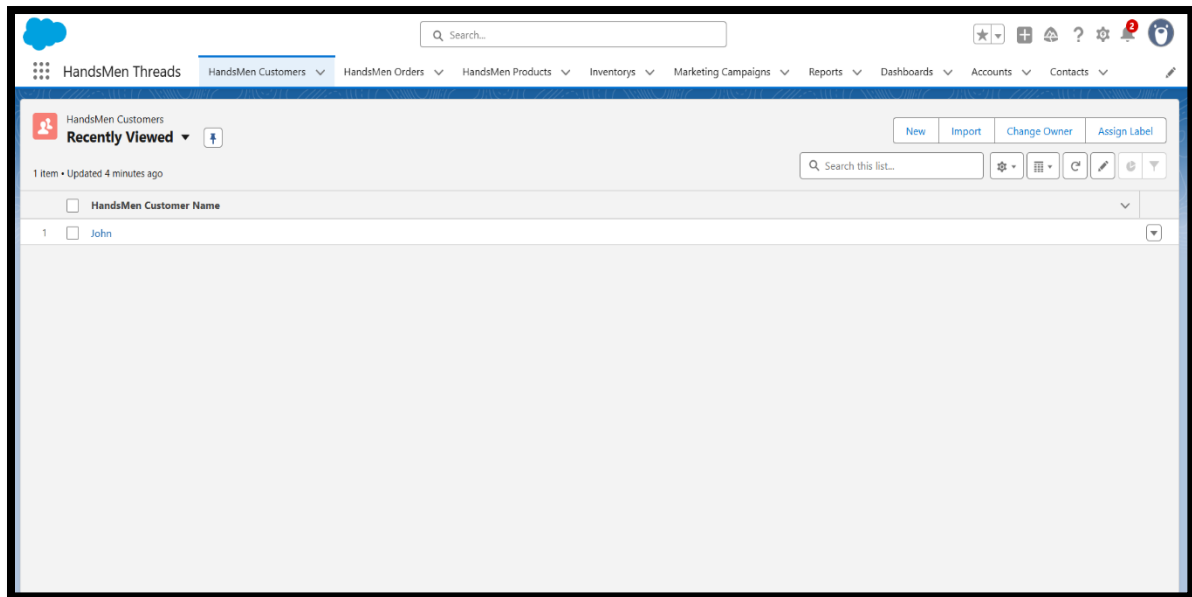 Search...
2
HandsMen Threads HandsMen Customers HandsMen Orders HandsMen Products Inventorys Marketing Campaigns Reports Dashboards Accounts Contacts
HandsMen Customers
Recently Viewed
New Import Change Owner Assign Label
1 item • Updated 4 minutes ago
Search this list...
HandsMen Customer Name
1 John